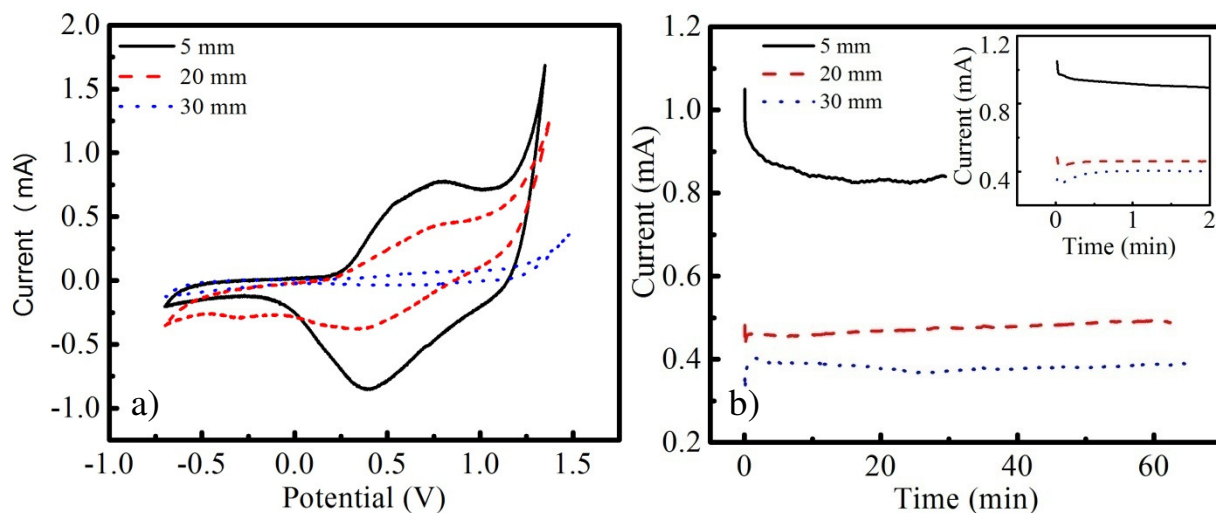 a)
2.0
1.5
1.0
0.5
0.0
-0.5
-1.0
Current ( mA)
5 mm
20 mm
30 mm
-1.0 -0.5 0.0 0.5 1.0 1.5
Potential (V)
b)
1.2
1.0
0.8
0.6
0.4
0.2
Current (mA)
5 mm
20 mm
30 mm
0 20 40 60
Time (min)
1.2
0.8
0.4
Current (mA)
0 1 2
Time (min)